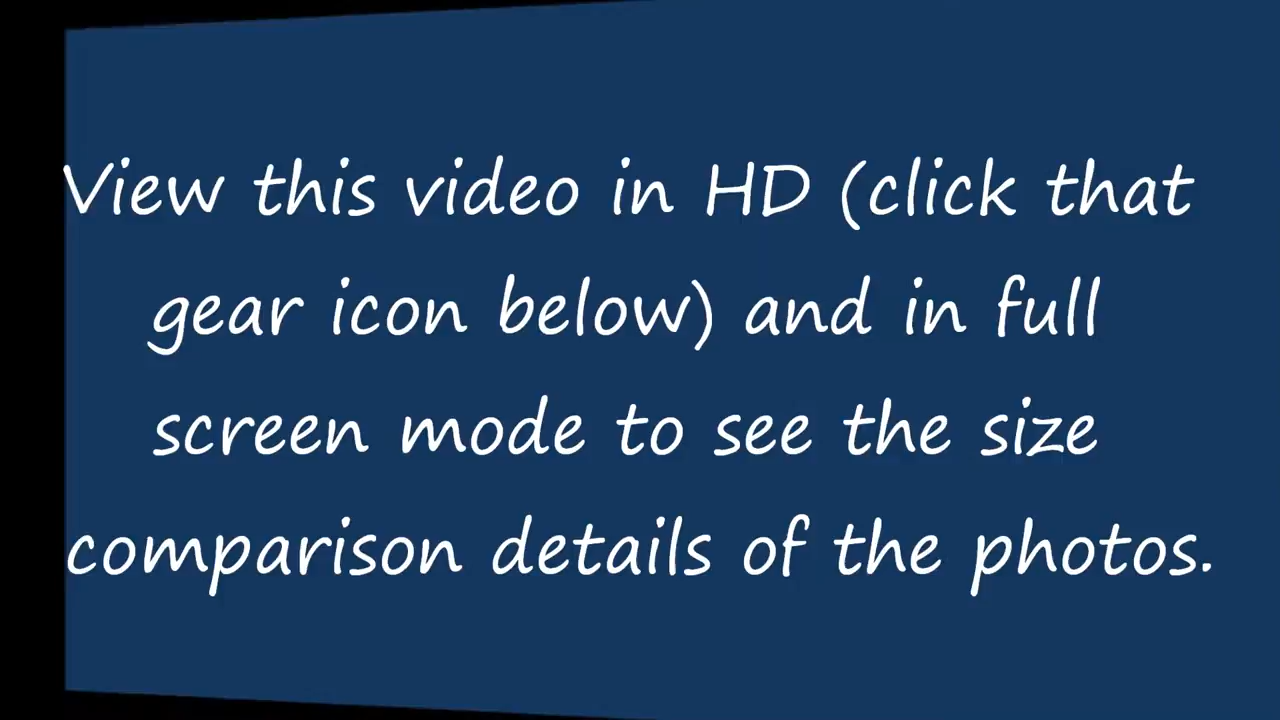 View this video in HD (click that
gear icon below) and in full
screen mode to see the size
comparison details of the photos.